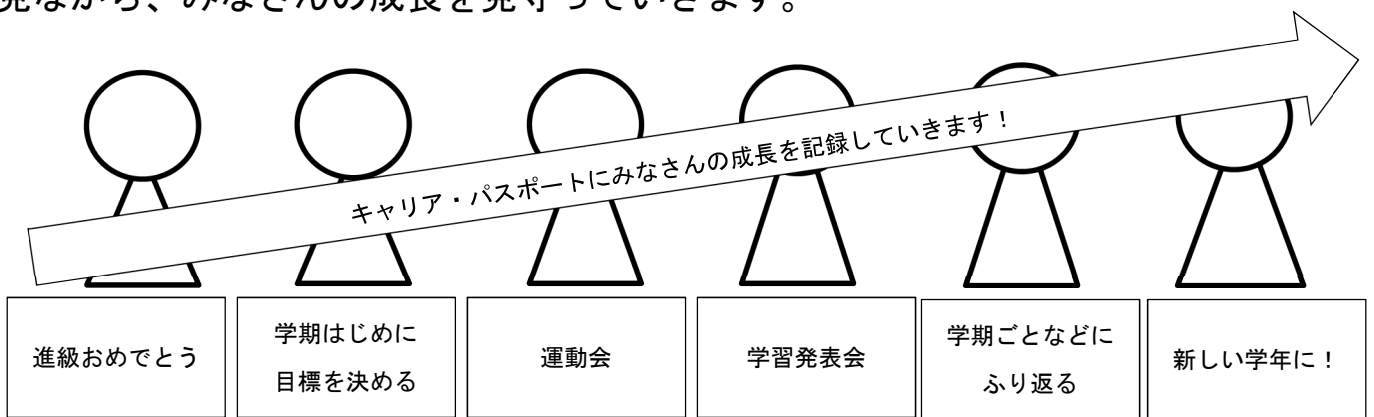 見ながら、みなさんの成長を見守っていきます。
キャリア・パスポートにみなさんの成長を記録していきます!
進級おめでとう
学期はじめに
目標を決める
運動会
学習発表会
学期ごとなどに
ふり返る
新しい学年に!